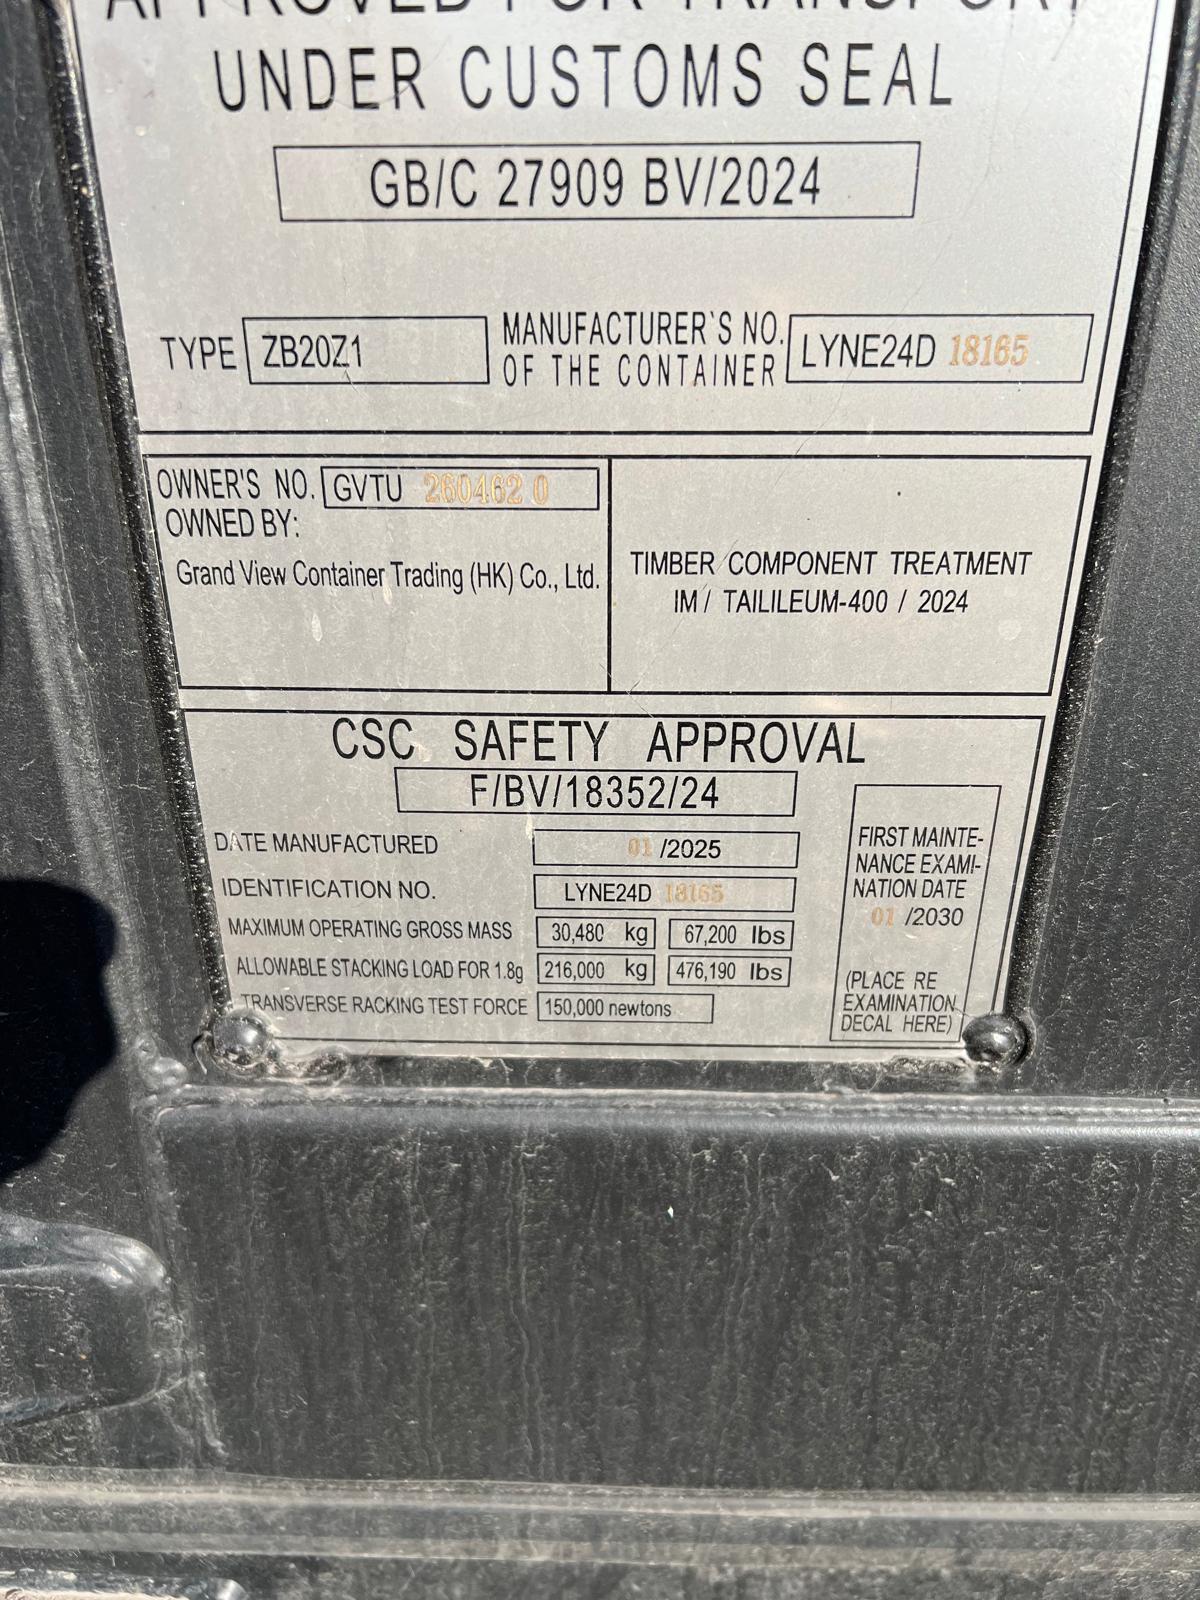 APPROVED FOR TRANSPORT
UNDER CUSTOMS SEAL
GB/C 27909 BV/2024
TYPE ZB20Z1
MANUFACTURER`S NO.
OF THE CONTAINER
LYNE24D 18165
OWNER'S NO. GVTU 260462 0
OWNED BY:
Grand View Container Trading (HK) Co., Ltd.
TIMBER COMPONENT TREATMENT
IM / TAILILEUM-400 / 2024
CSC SAFETY APPROVAL
F/BV/18352/24
DATE MANUFACTURED 01 /2025
IDENTIFICATION NO. LYNE24D 18165
MAXIMUM OPERATING GROSS MASS 30,480 kg 67,200 lbs
ALLOWABLE STACKING LOAD FOR 1.8g 216,000 kg 476,190 lbs
TRANSVERSE RACKING TEST FORCE 150,000 newtons
FIRST MAINTE-
NANCE EXAMI-
NATION DATE
01 /2030
(PLACE RE
EXAMINATION
DECAL HERE)